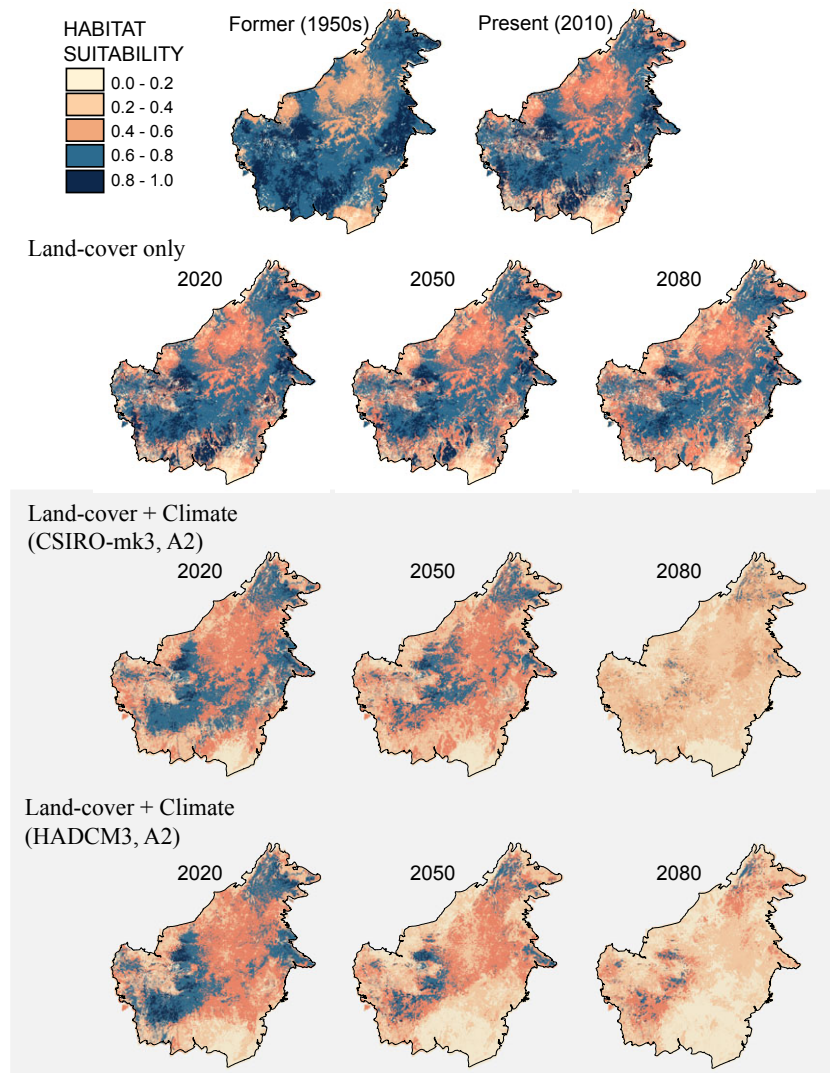 HABITAT
SUITABILITY
0.0 - 0.2
0.2 - 0.4
0.4 - 0.6
0.6 - 0.8
0.8 - 1.0
Former (1950s)
Present (2010)
Land-cover only
2020
2050
2080
Land-cover + Climate
(CSIRO-mk3, A2)
2020
2050
2080
Land-cover + Climate
(HADCM3, A2)
2020
2050
2080